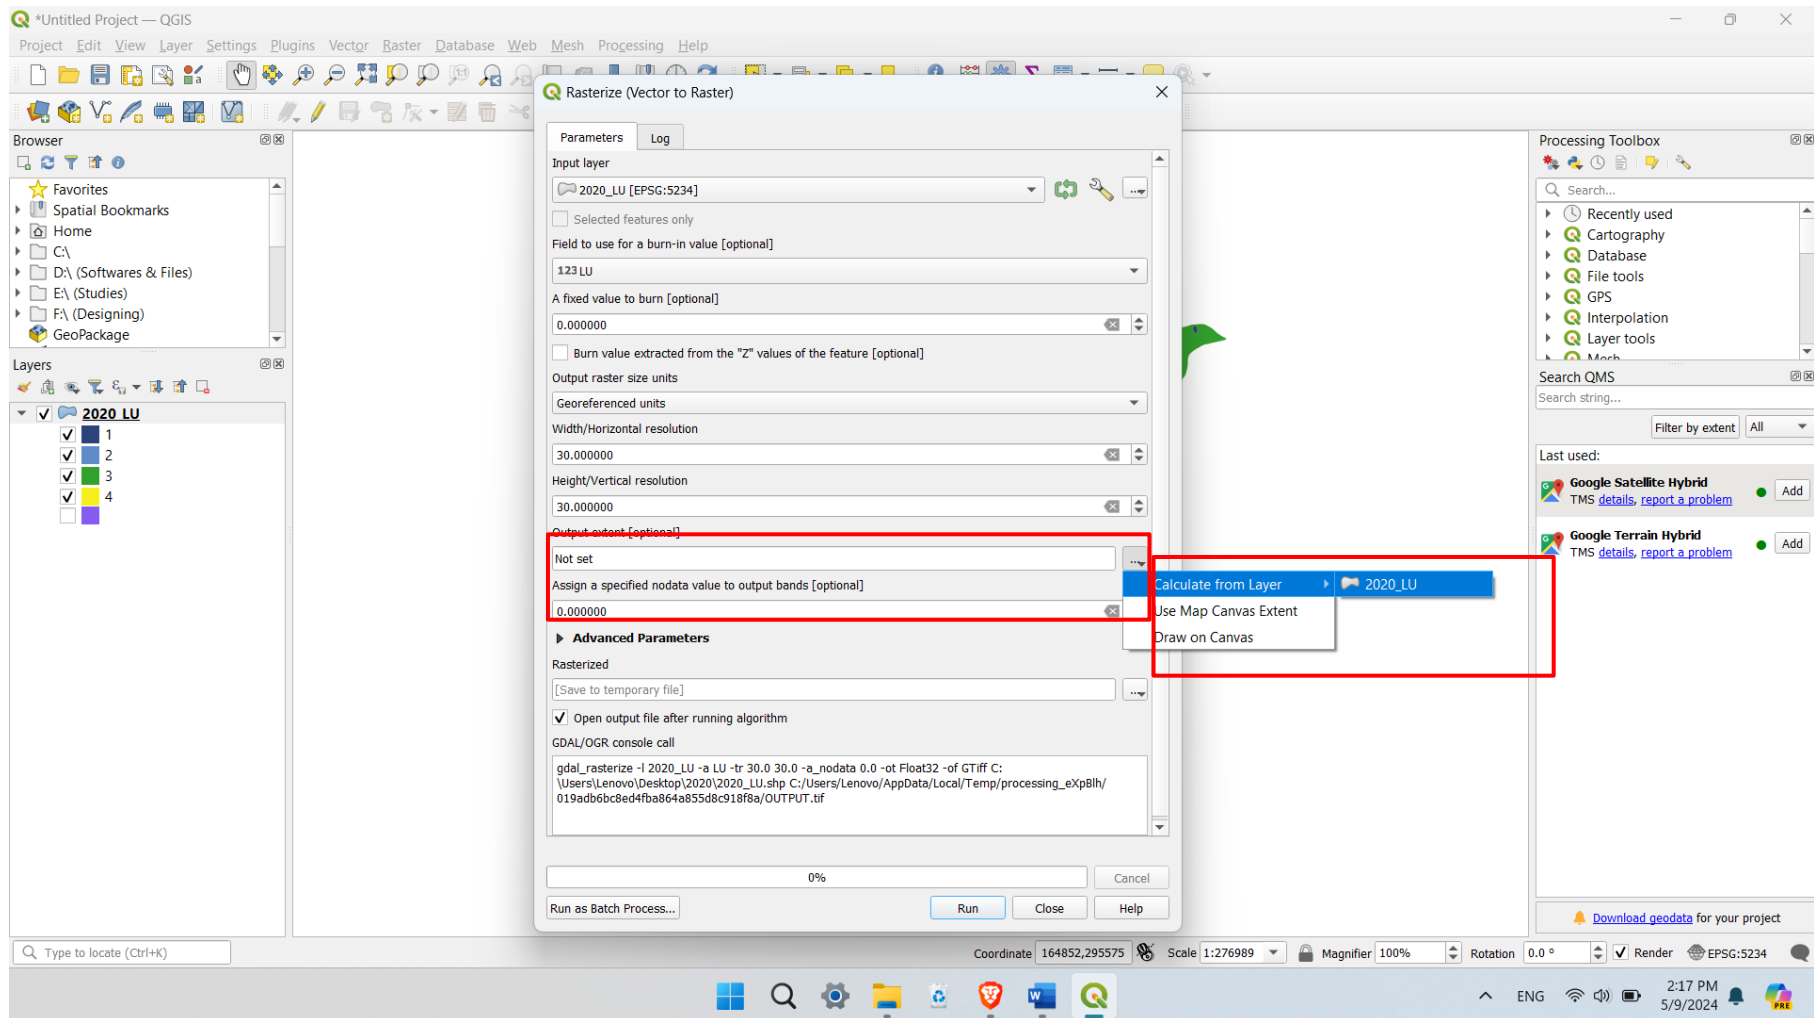 *Untitled Project — QGIS
Project Edit View Layer Settings Plugins Vector Raster Database Web Mesh Processing Help
Rasterize (Vector to Raster)
Parameters Log
Input layer
2020_LU [EPSG:5234]
Selected features only
Field to use for a burn-in value [optional]
123 LU
A fixed value to burn [optional]
0.000000
Burn value extracted from the "Z" values of the feature [optional]
Output raster size units
Georeferenced units
Width/Horizontal resolution
30.000000
Height/Vertical resolution
30.000000
Output extent [optional]
Not set
Assign a specified nodata value to output bands [optional]
0.000000
Advanced Parameters
Rasterized
[Save to temporary file]
Open output file after running algorithm
GDAL/OGR console call
gdal_rasterize -l 2020_LU -a LU -tr 30.0 30.0 -a_nodata 0.0 -ot Float32 -of GTiff C:
\Users\Lenovo\Desktop\2020\2020_LU.shp C:/Users/Lenovo/AppData/Local/Temp/processing_eXpBlh/
019adb6bc8ed4fba864a855d8c918f8a/OUTPUT.tif
0%
Cancel
Run as Batch Process...
Run
Close
Help
Calculate from Layer
2020_LU
Use Map Canvas Extent
Draw on Canvas
Browser
Favorites
Spatial Bookmarks
Home
C:\
D:\ (Softwares & Files)
E:\ (Studies)
F:\ (Designing)
GeoPackage
Layers
2020_LU
1
2
3
4
Processing Toolbox
Search...
Recently used
Cartography
Database
File tools
GPS
Interpolation
Layer tools
Mesh
Search QMS
Search string...
Filter by extent All
Last used:
Google Satellite Hybrid
TMS details, report a problem
Add
Google Terrain Hybrid
TMS details, report a problem
Add
Download geodata for your project
Type to locate (Ctrl+K)
Coordinate 164852,295575 Scale 1:276989 Magnifier 100% Rotation 0.0 ° Render EPSG:5234
ENG
2:17 PM
5/9/2024
PRE